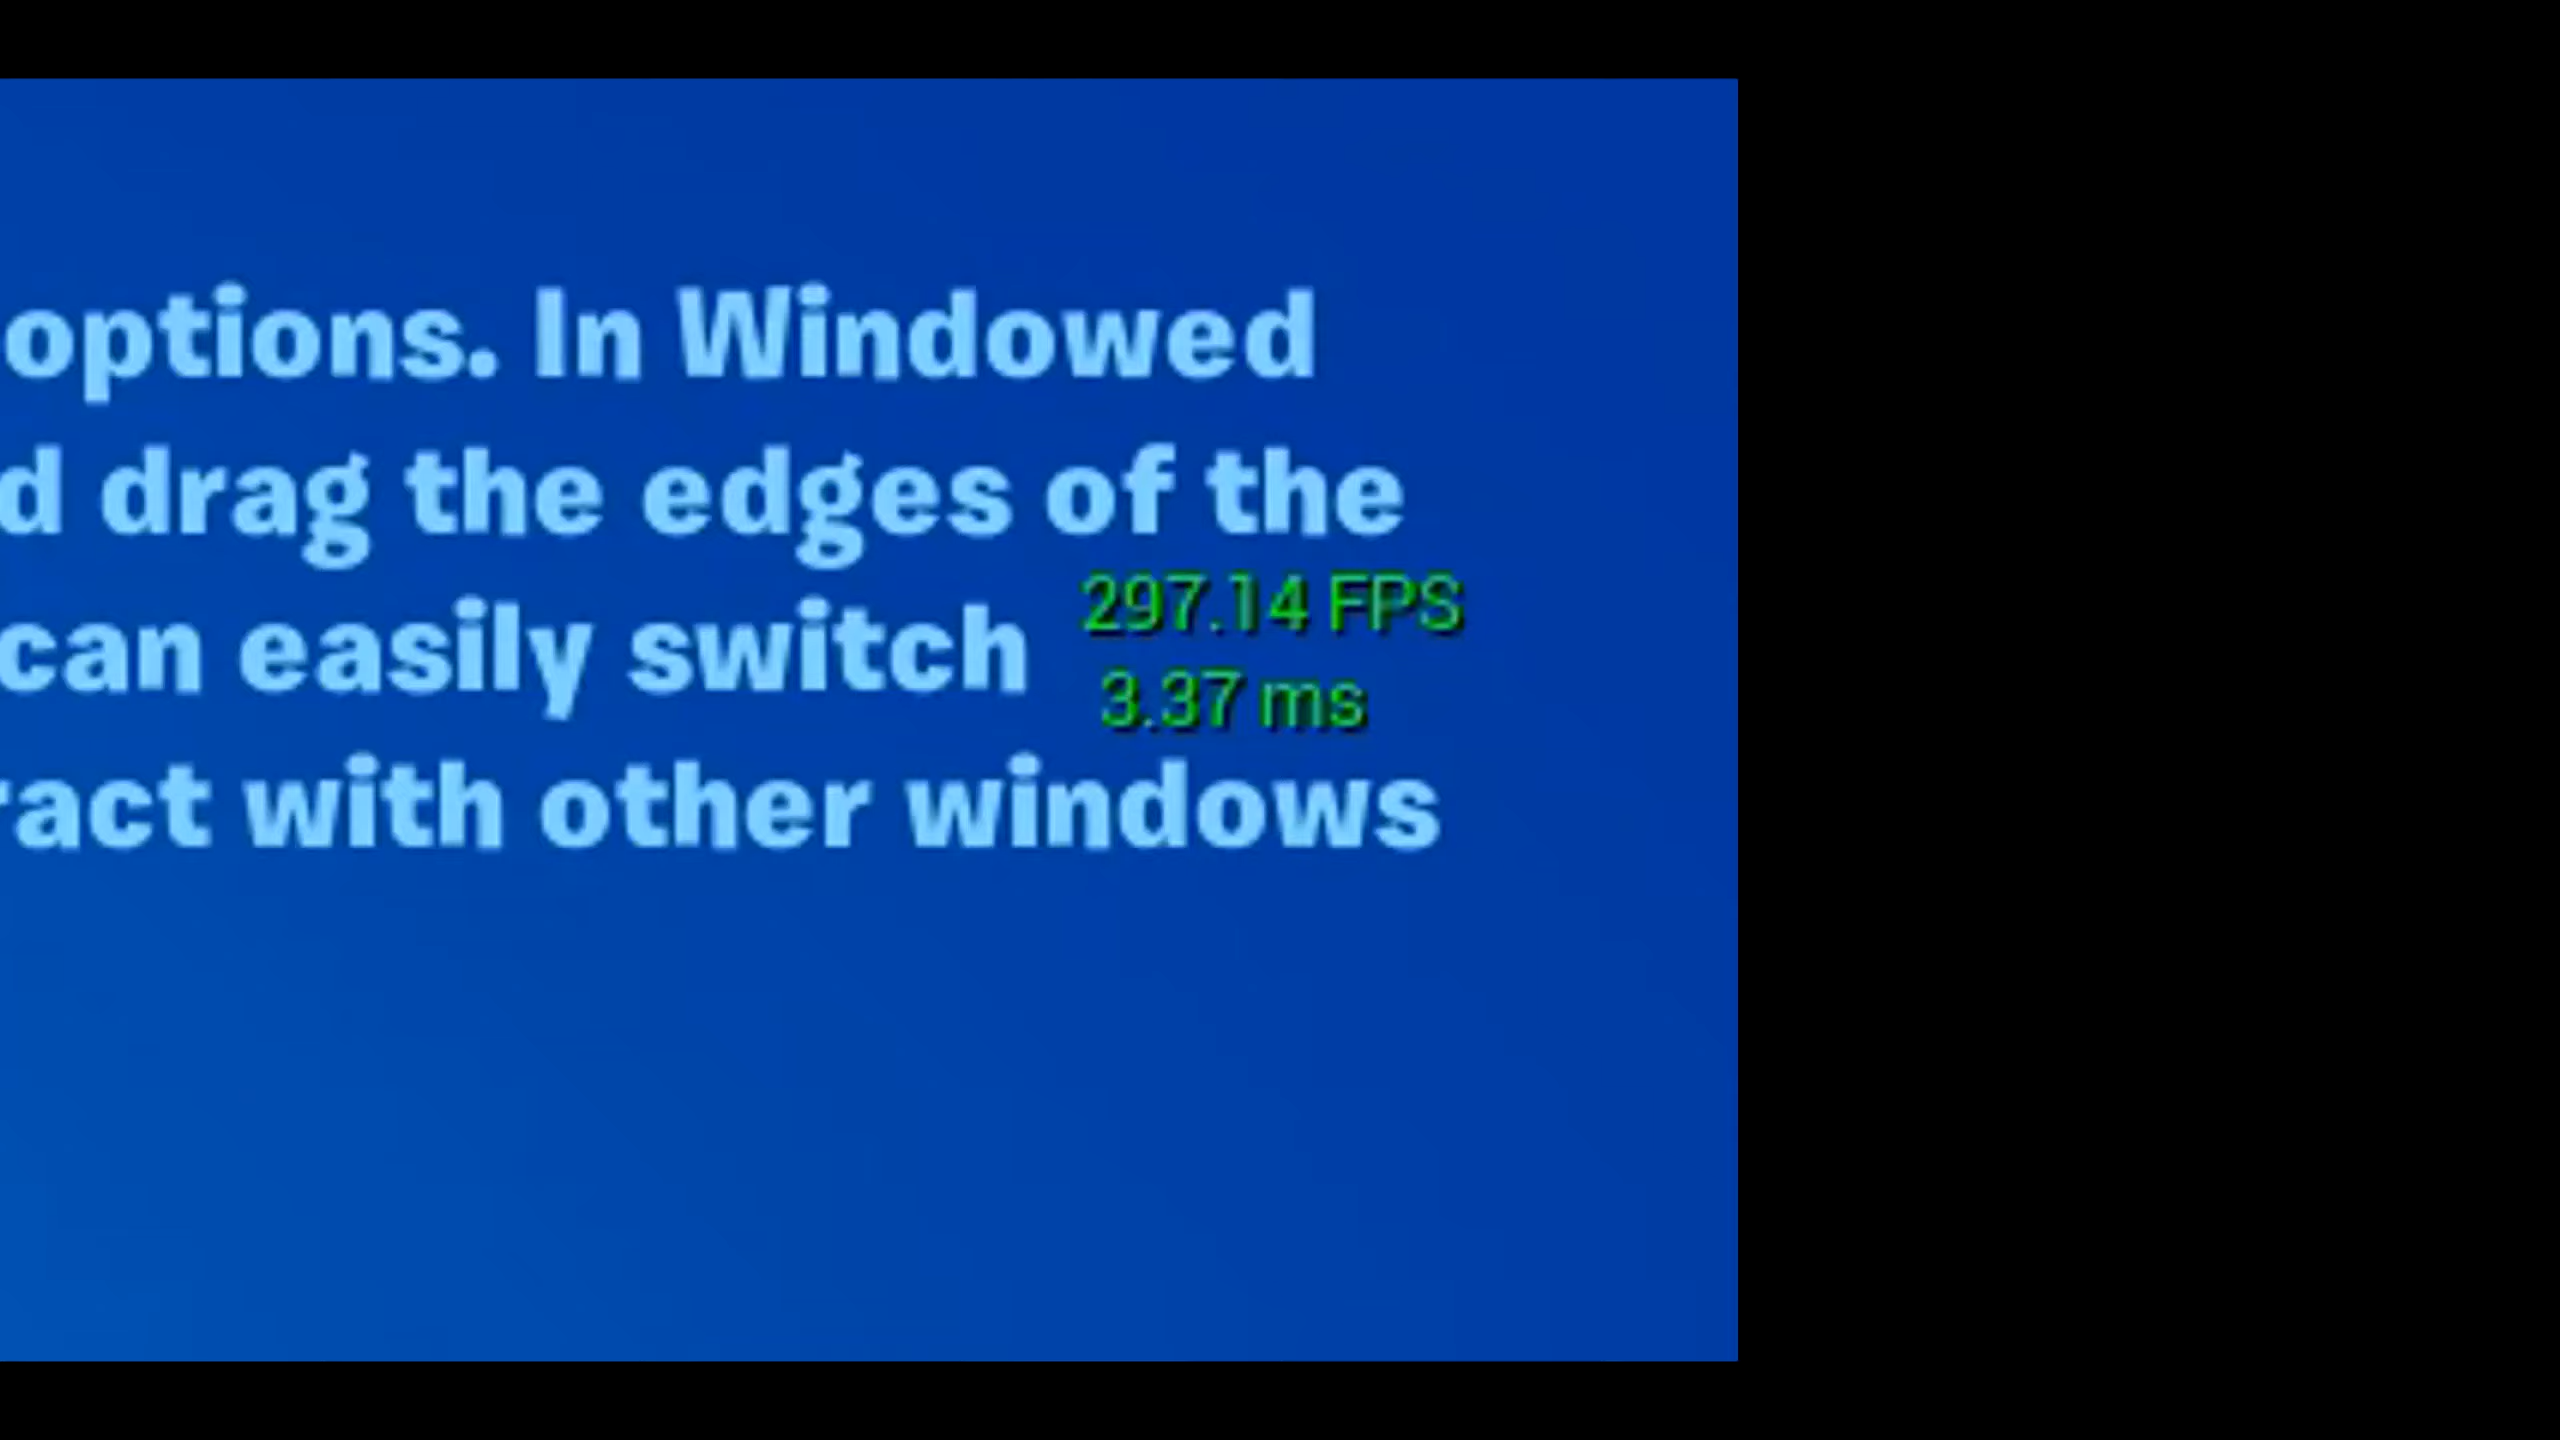 options. In Windowed
d drag the edges of the
297.14 FPS
can easily switch
3.37 ms
ract with other windows